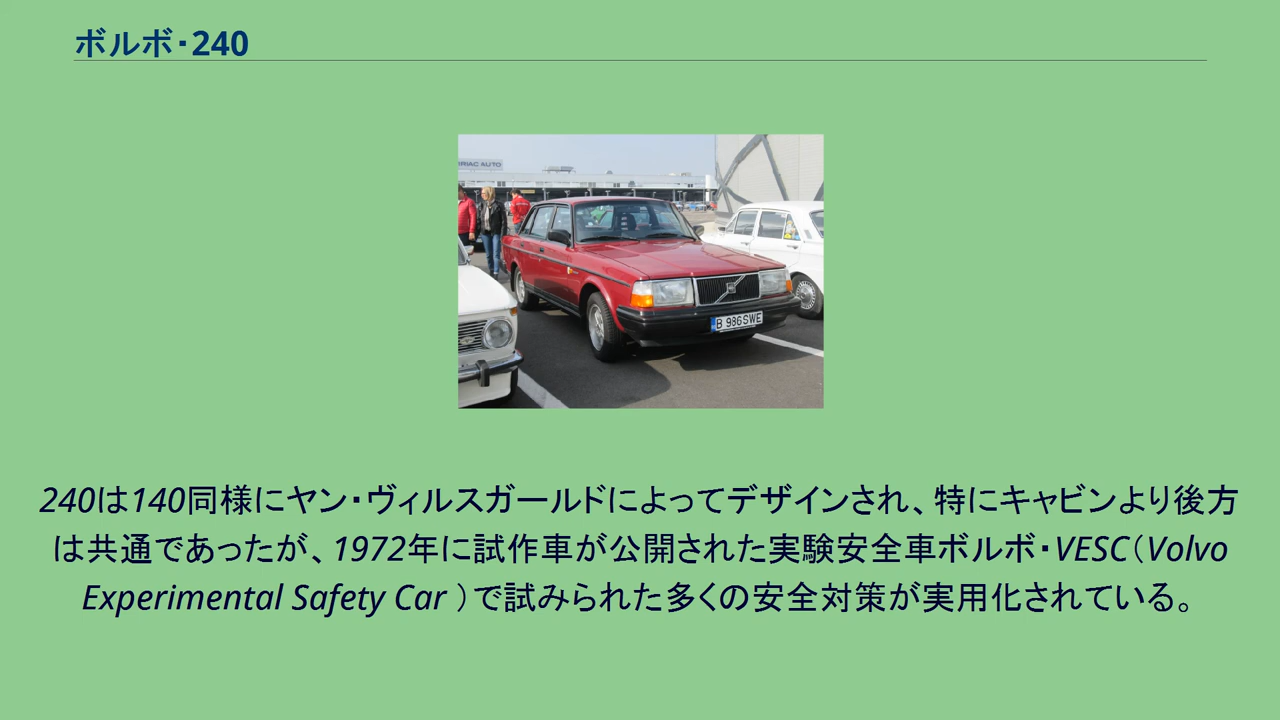 ボルボ・240
IRIAC AUTO
B 986 SWE
240は140同様にヤン・ヴィルスガールドによってデザインされ、特にキャビンより後方
は共通であったが、1972年に試作車が公開された実験安全車ボルボ・VESC（Volvo
Experimental Safety Car ）で試みられた多くの安全対策が実用化されている。